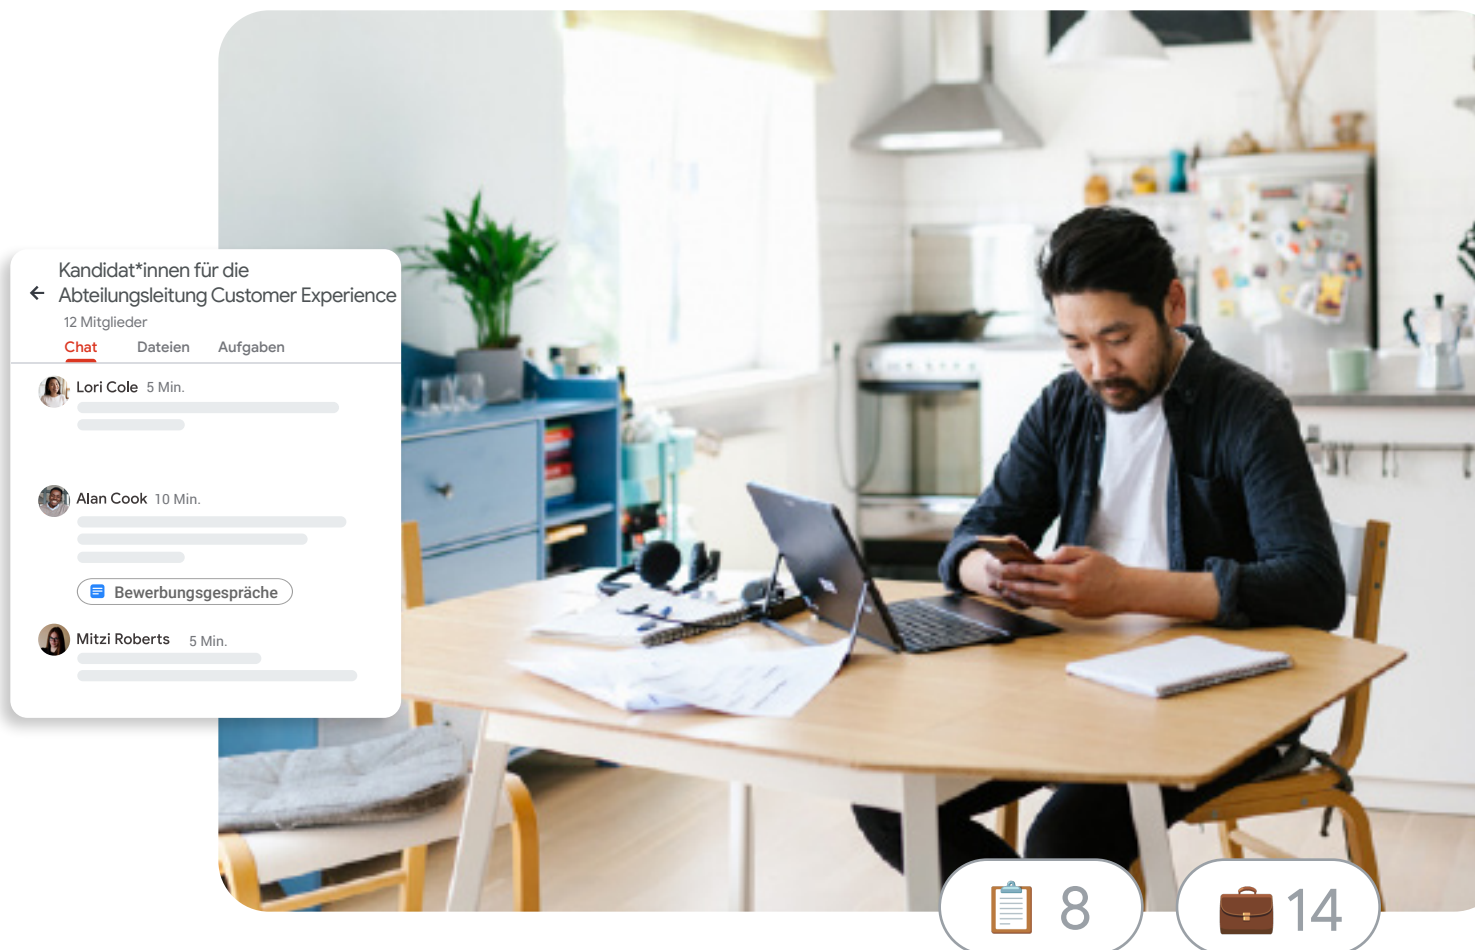 Kandidat*innen für die
Abteilungsleitung Customer Experience
12 Mitglieder
Chat Dateien Aufgaben
Lori Cole 5 Min.
Alan Cook 10 Min.
Bewerbungsgespräche
Mitzi Roberts 5 Min.
8 14